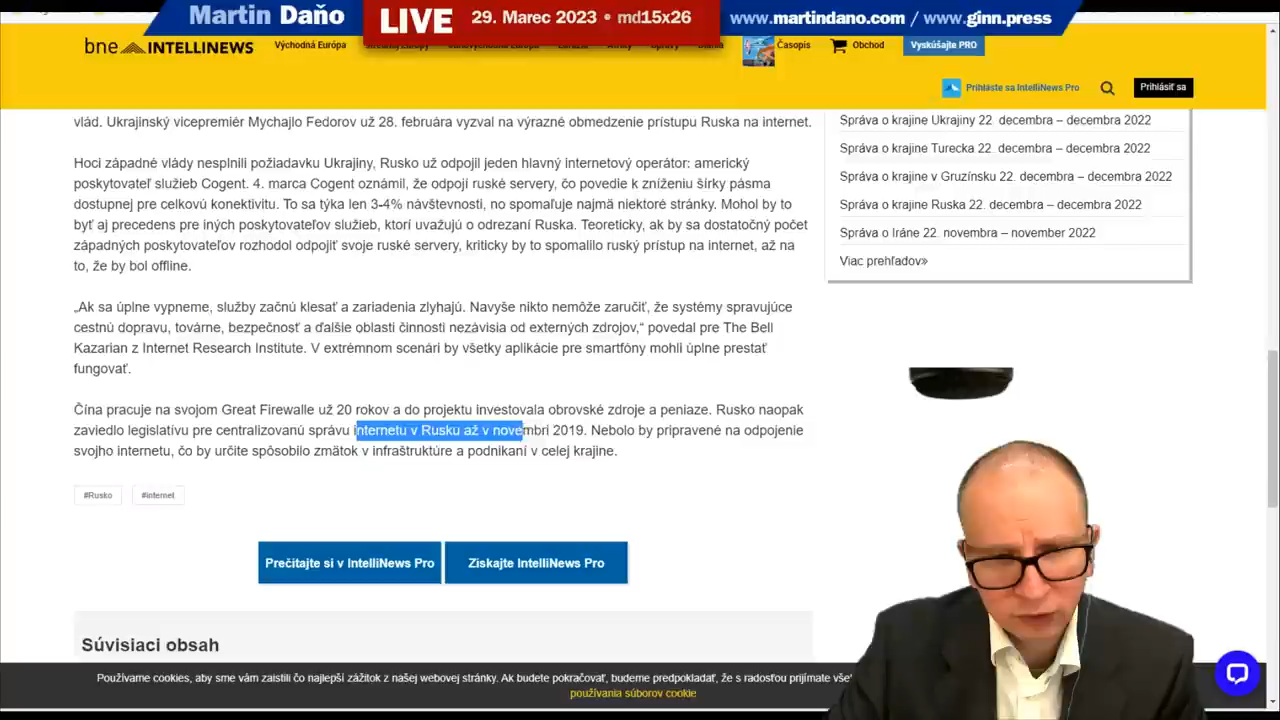 Martin Daňo
LIVE
29. Marec 2023 • md15x26
www.martindano.com / www.ginn.press
bne INTELLINEWS
Východná Európa
Časopis
Obchod
Vyskúšajte PRO
Prihláste sa IntelliNews Pro
Prihlásiť sa
vlád. Ukrajinský vicepremiér Mychajlo Fedorov už 28. februára vyzval na výrazné obmedzenie prístupu Ruska na internet.
Hoci západné vlády nesplnili požiadavku Ukrajiny, Rusko už odpojil jeden hlavný internetový operátor: americký
poskytovateľ služieb Cogent. 4. marca Cogent oznámil, že odpojí ruské servery, čo povedie k zníženiu šírky pásma
dostupnej pre celkovú konektivitu. To sa týka len 3-4% návštevnosti, no spomaľuje najmä niektoré stránky. Mohol by to
byť aj precedens pre iných poskytovateľov služieb, ktorí uvažujú o odrezaní Ruska. Teoreticky, ak by sa dostatočný počet
západných poskytovateľov rozhodol odpojiť svoje ruské servery, kriticky by to spomalilo ruský prístup na internet, až na
to, že by bol offline.
„Ak sa úplne vypneme, služby začnú klesať a zariadenia zlyhajú. Navyše nikto nemôže zaručiť, že systémy spravujúce
cestnú dopravu, továrne, bezpečnosť a ďalšie oblasti činnosti nezávisia od externých zdrojov,“ povedal pre The Bell
Kazarian z Internet Research Institute. V extrémnom scenári by všetky aplikácie pre smartfóny mohli úplne prestať
fungovať.
Čína pracuje na svojom Great Firewalle už 20 rokov a do projektu investovala obrovské zdroje a peniaze. Rusko naopak
zaviedlo legislatívu pre centralizovanú správu internetu v Rusku až v novembri 2019. Nebolo by pripravené na odpojenie
svojho internetu, čo by určite spôsobilo zmätok v infraštruktúre a podnikaní v celej krajine.
#Rusko
#internet
Prečítajte si v IntelliNews Pro
Získajte IntelliNews Pro
Súvisiaci obsah
Správa o krajine Ukrajiny 22. decembra – decembra 2022
Správa o krajine Turecka 22. decembra – decembra 2022
Správa o krajine v Gruzínsku 22. decembra – decembra 2022
Správa o krajine Ruska 22. decembra – decembra 2022
Správa o Iráne 22. novembra – november 2022
Viac prehľadov»
Používame cookies, aby sme vám zaistili čo najlepší zážitok z našej webovej stránky. Ak budete pokračovať, budeme predpokladať, že s radosťou prijímate
používania súborov cookie